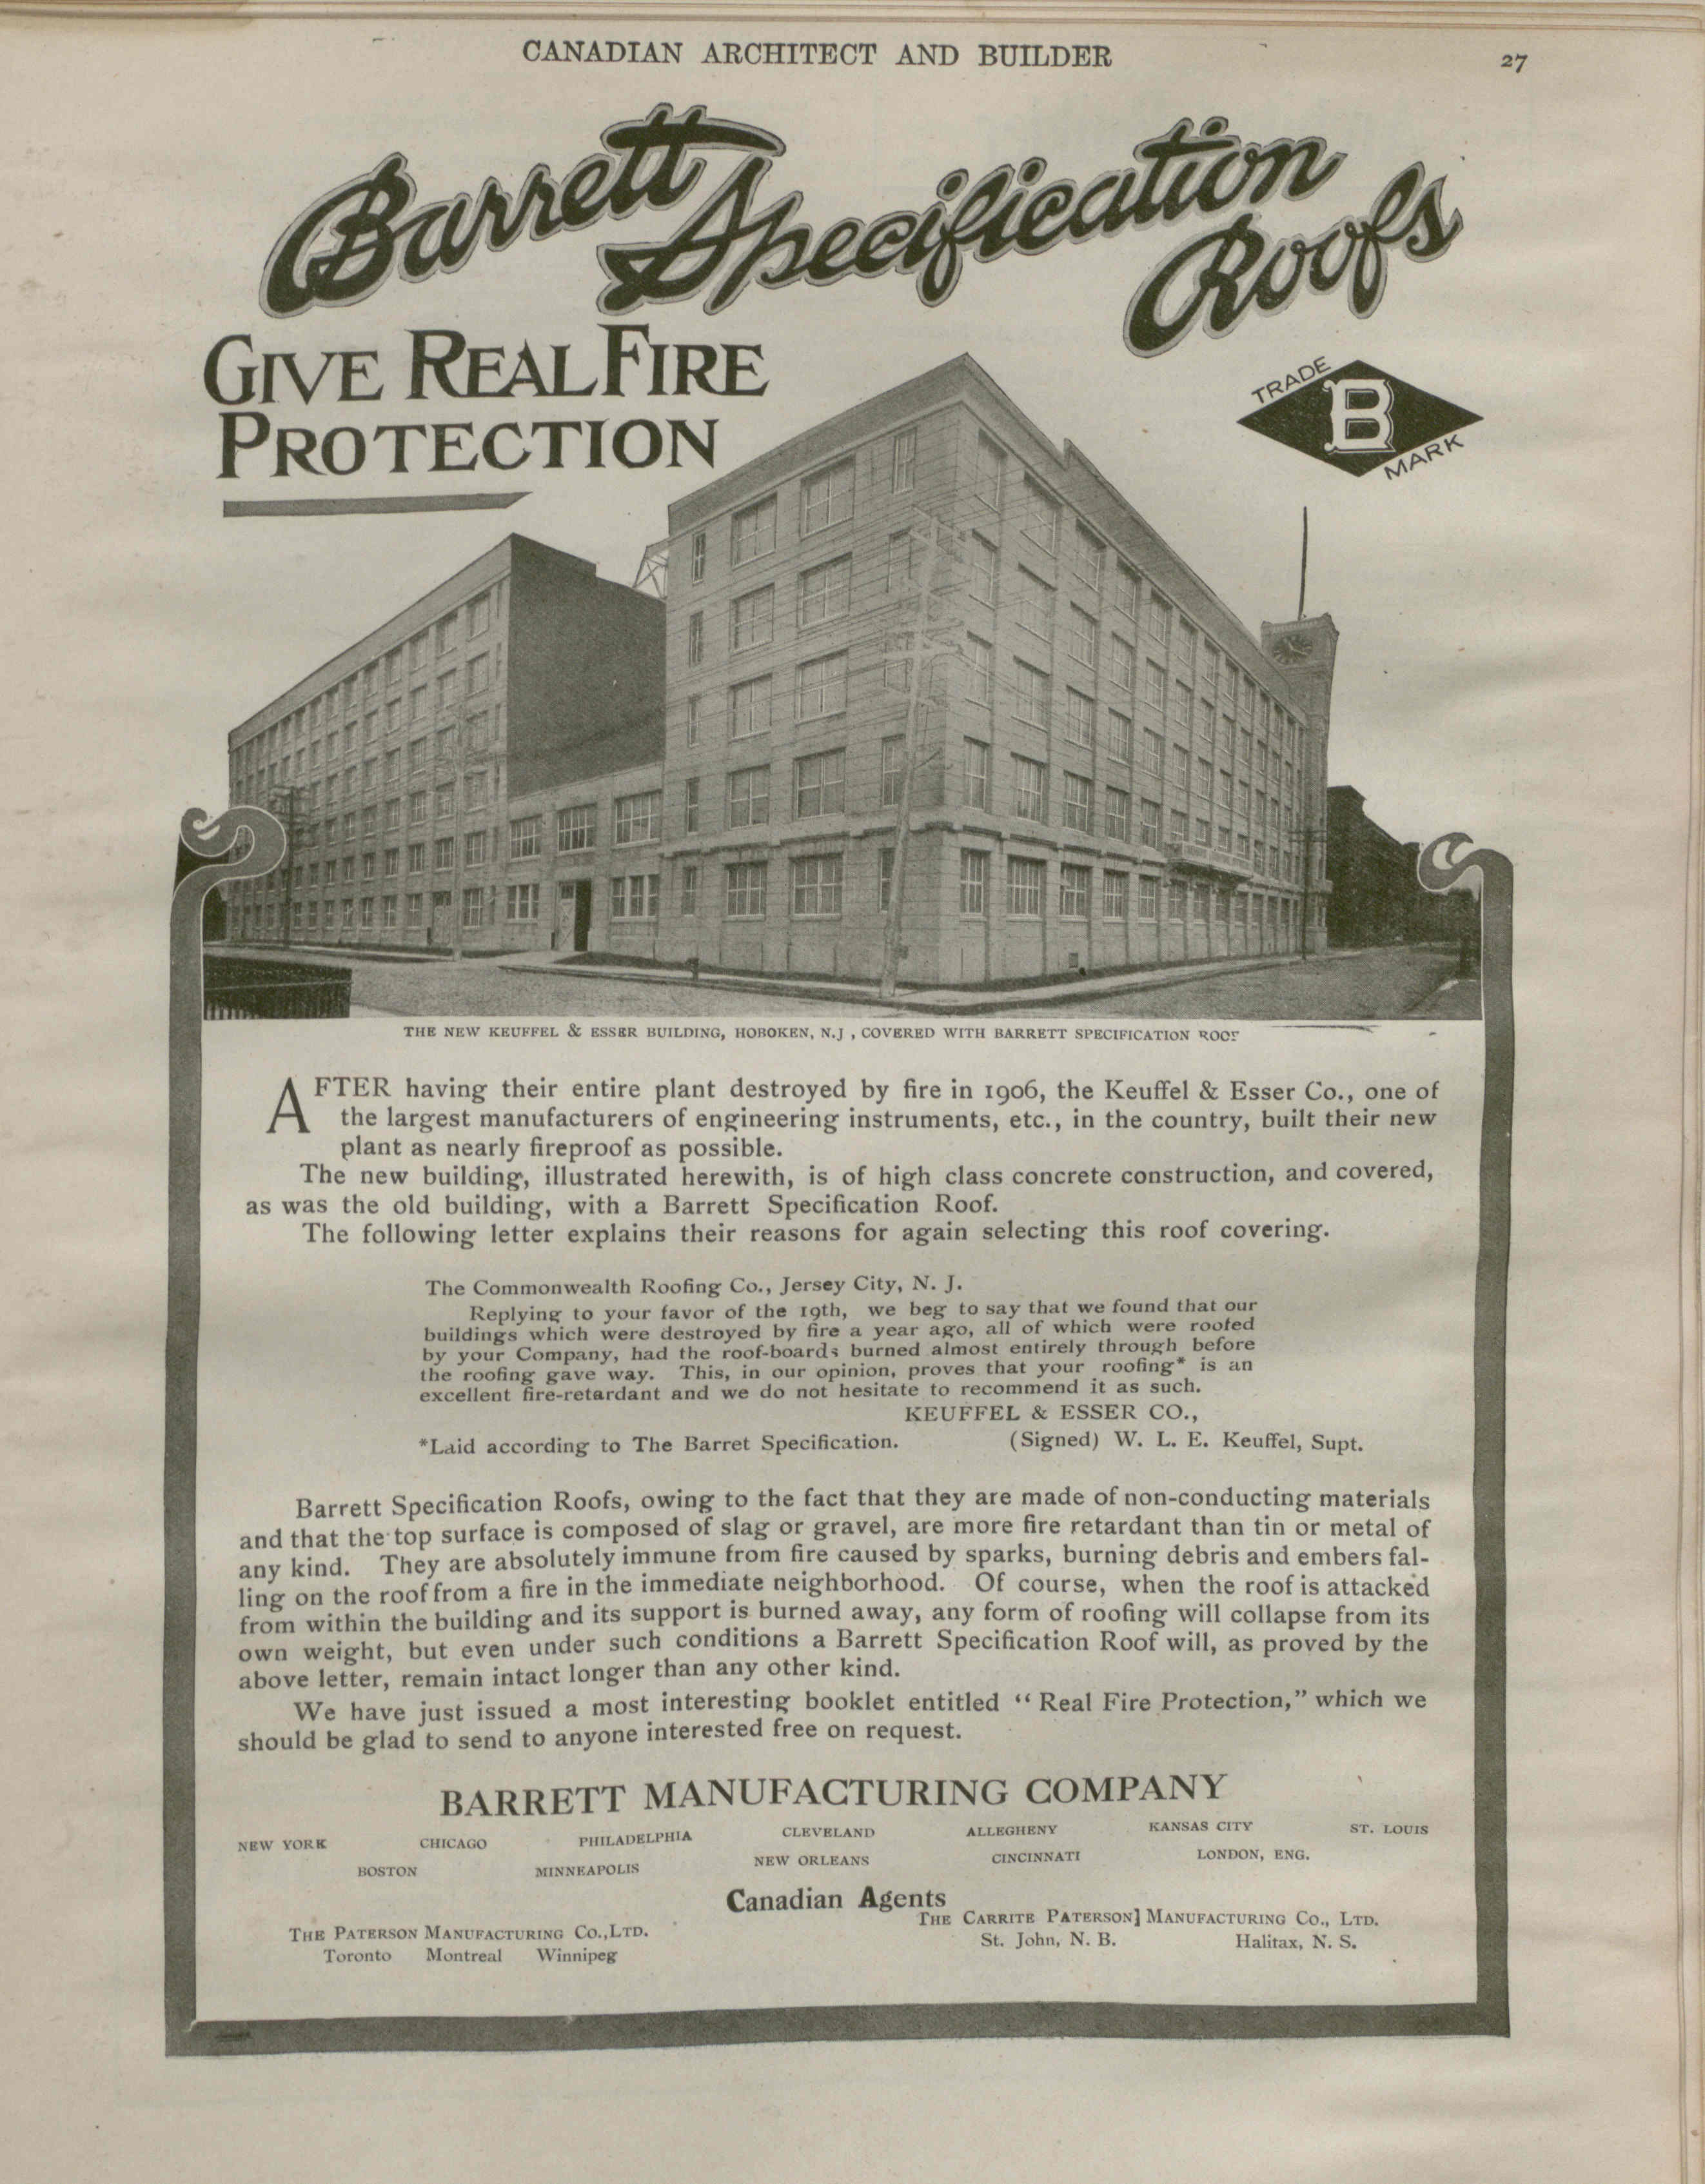 CANADIAN ARCHITECT AND BUILDER
27
Barrett
Specification
Roofs
GIVE REAL FIRE
PROTECTION
TRADE
B
MARK
THE NEW KEUFFEL & ESSER BUILDING, HOBOKEN, N.J , COVERED WITH BARRETT SPECIFICATION ROOF
AFTER having their entire plant destroyed by fire in 1906, the Keuffel & Esser Co., one of
the largest manufacturers of engineering instruments, etc., in the country, built their new
plant as nearly fireproof as possible.
The new building, illustrated herewith, is of high class concrete construction, and covered,
as was the old building, with a Barrett Specification Roof.
The following letter explains their reasons for again selecting this roof covering.
The Commonwealth Roofing Co., Jersey City, N. J.
Replying to your favor of the 19th, we beg to say that we found that our
buildings which were destroyed by fire a year ago, all of which were roofed
by your Company, had the roof-boards burned almost entirely through before
the roofing gave way. This, in our opinion, proves that your roofing* is an
excellent fire-retardant and we do not hesitate to recommend it as such.
KEUFFEL & ESSER CO.,
*Laid according to The Barret Specification. (Signed) W. L. E. Keuffel, Supt.
Barrett Specification Roofs, owing to the fact that they are made of non-conducting materials
and that the top surface is composed of slag or gravel, are more fire retardant than tin or metal of
any kind. They are absolutely immune from fire caused by sparks, burning debris and embers fal-
ling on the roof from a fire in the immediate neighborhood. Of course, when the roof is attacked
from within the building and its support is burned away, any form of roofing will collapse from its
own weight, but even under such conditions a Barrett Specification Roof will, as proved by the
above letter, remain intact longer than any other kind.
We have just issued a most interesting booklet entitled “Real Fire Protection,” which we
should be glad to send to anyone interested free on request.
BARRETT MANUFACTURING COMPANY
NEW YORK CHICAGO PHILADELPHIA CLEVELAND ALLEGHENY KANSAS CITY ST. LOUIS
BOSTON MINNEAPOLIS NEW ORLEANS CINCINNATI LONDON, ENG.
Canadian Agents
THE PATERSON MANUFACTURING CO.,LTD.
Toronto Montreal Winnipeg
THE CARRITE PATERSON] MANUFACTURING CO., LTD.
St. John, N. B. Halitax, N. S.